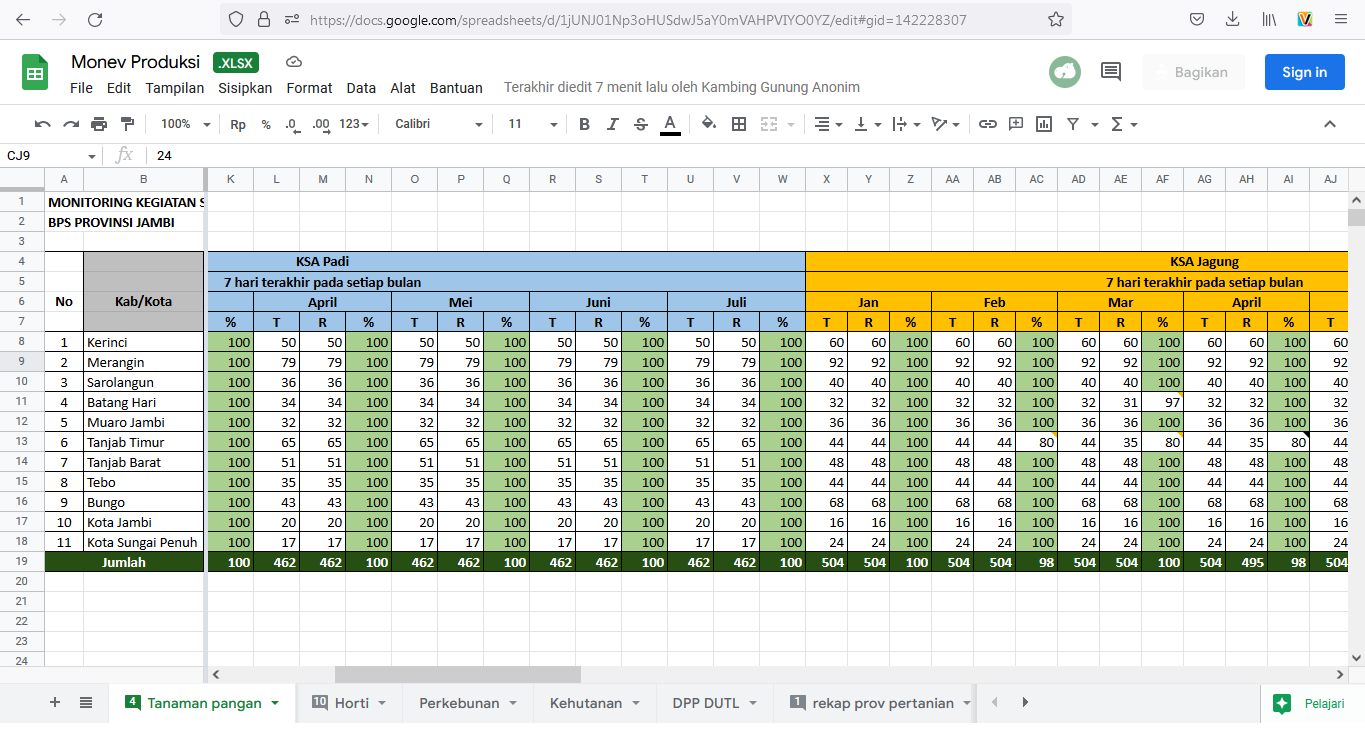 https://docs.google.com/spreadsheets/d/1jUNJ01Np3oHUSdwJ5aY0mVAHPVIYO0YZ/edit#gid=142228307
Monev Produksi .XLSX
File Edit Tampilan Sisipkan Format Data Alat Bantuan Terakhir diedit 7 menit lalu oleh Kambing Gunung Anonim
Bagikan
Sign in
100% Rp % .0 .00 123 Calibri 11 B I S A
CJ9 fx 24
A B K L M N O P Q R S T U V W X Y Z AA AB AC AD AE AF AG AH AI AJ
1 MONITORING KEGIATAN S
2 BPS PROVINSI JAMBI
3
4 KSA Padi KSA Jagung
5 7 hari terakhir pada setiap bulan 7 hari terakhir pada setiap bulan
6 No Kab/Kota April Mei Juni Juli Jan Feb Mar April
7 % T R % T R % T R % T R % T R % T R % T R % T R % T
8 1 Kerinci 100 50 50 100 50 50 100 50 50 100 50 50 100 60 60 100 60 60 100 60 60 100 60 60 100 60
9 2 Merangin 100 79 79 100 79 79 100 79 79 100 79 79 100 92 92 100 92 92 100 92 92 100 92 92 100 92
10 3 Sarolangun 100 36 36 100 36 36 100 36 36 100 36 36 100 40 40 100 40 40 100 40 40 100 40 40 100 40
11 4 Batang Hari 100 34 34 100 34 34 100 34 34 100 34 34 100 32 32 100 32 32 100 32 31 97 32 32 100 32
12 5 Muaro Jambi 100 32 32 100 32 32 100 32 32 100 32 32 100 36 36 100 36 36 100 36 36 100 36 36 100 36
13 6 Tanjab Timur 100 65 65 100 65 65 100 65 65 100 65 65 100 44 44 100 44 44 80 44 35 80 44 35 80 44
14 7 Tanjab Barat 100 51 51 100 51 51 100 51 51 100 51 51 100 48 48 100 48 48 100 48 48 100 48 48 100 48
15 8 Tebo 100 35 35 100 35 35 100 35 35 100 35 35 100 44 44 100 44 44 100 44 44 100 44 44 100 44
16 9 Bungo 100 43 43 100 43 43 100 43 43 100 43 43 100 68 68 100 68 68 100 68 68 100 68 68 100 68
17 10 Kota Jambi 100 20 20 100 20 20 100 20 20 100 20 20 100 16 16 100 16 16 100 16 16 100 16 16 100 16
18 11 Kota Sungai Penuh 100 17 17 100 17 17 100 17 17 100 17 17 100 24 24 100 24 24 100 24 24 100 24 24 100 24
19 Jumlah 100 462 462 100 462 462 100 462 462 100 462 462 100 504 504 100 504 504 98 504 504 100 504 495 98 504
20
21
22
23
24
4 Tanaman pangan 10 Horti Perkebunan Kehutanan DPP DUTL 1 rekap prov pertanian Pelajari